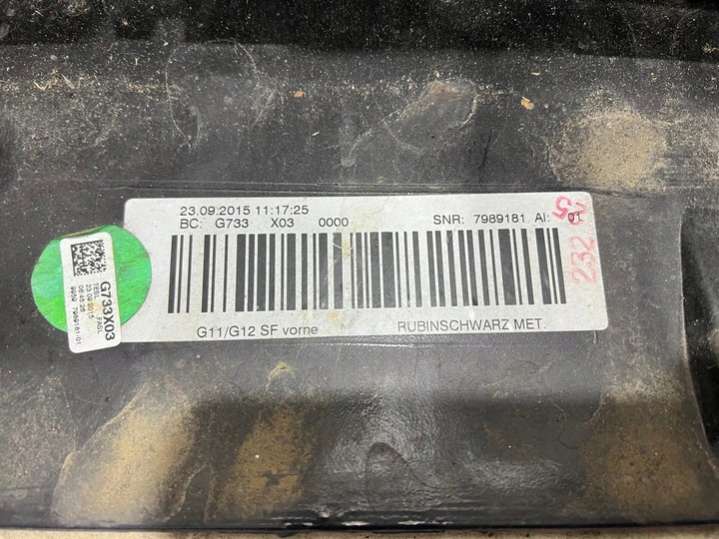 23.09.2015 11:17:25
BC: G733 X03 0000 SNR: 7989181 AI: 01
G11/G12 SF vorne RUBINSCHWARZ MET.
232
G733X03